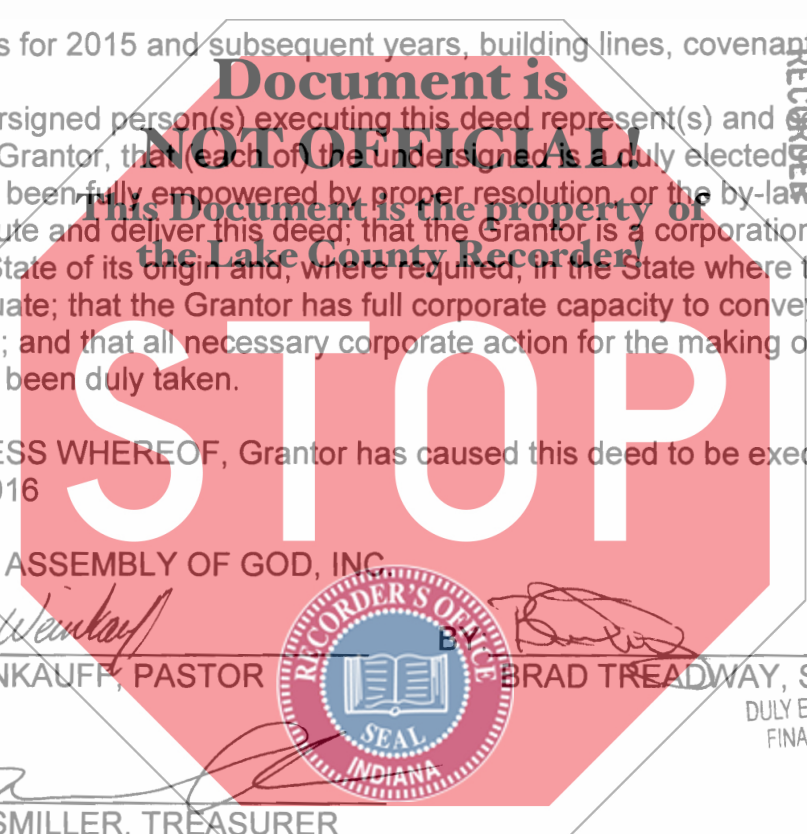 s for 2015 and subsequent years, building lines, covenant
Document is
rsigned person(s) executing this deed represent(s) and
NOT OFFICIAL!
Grantor, that (each of) the undersigned is a duly elected
been fully empowered by proper resolution, or the by-law
This Document is the property of
ute and deliver this deed; that the Grantor is a corporation
the Lake County Recorder!
State of its origin and, where required, in the State where t
uate; that the Grantor has full corporate capacity to conve
; and that all necessary corporate action for the making o
been duly taken.
STOP
ESS WHEREOF, Grantor has caused this deed to be exec
016
ASSEMBLY OF GOD, INC.
Weinkauff
BY:
NKAUFF, PASTOR
BRAD TREADWAY, S
RECORDER'S OFFICE
SEAL
INDIANA
DULY E
FINA
SMILLER, TREASURER
RECORDER